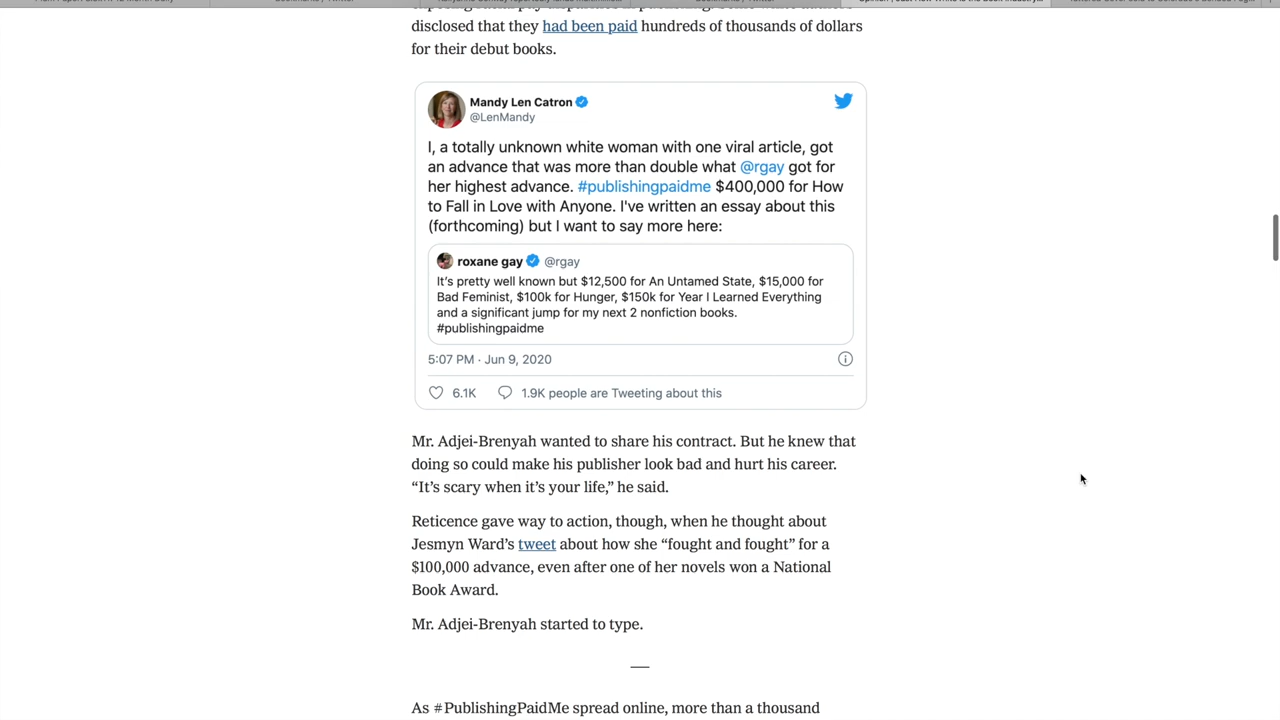 disclosed that they had been paid hundreds of thousands of dollars
for their debut books.
Mandy Len Catron
@LenMandy
I, a totally unknown white woman with one viral article, got
an advance that was more than double what @rgay got for
her highest advance. #publishingpaidme $400,000 for How
to Fall in Love with Anyone. I've written an essay about this
(forthcoming) but I want to say more here:
roxane gay @rgay
It's pretty well known but $12,500 for An Untamed State, $15,000 for
Bad Feminist, $100k for Hunger, $150k for Year I Learned Everything
and a significant jump for my next 2 nonfiction books.
#publishingpaidme
5:07 PM · Jun 9, 2020
6.1K 1.9K people are Tweeting about this
Mr. Adjei-Brenyah wanted to share his contract. But he knew that
doing so could make his publisher look bad and hurt his career.
“It’s scary when it’s your life,” he said.
Reticence gave way to action, though, when he thought about
Jesmyn Ward’s tweet about how she “fought and fought” for a
$100,000 advance, even after one of her novels won a National
Book Award.
Mr. Adjei-Brenyah started to type.
As #PublishingPaidMe spread online, more than a thousand